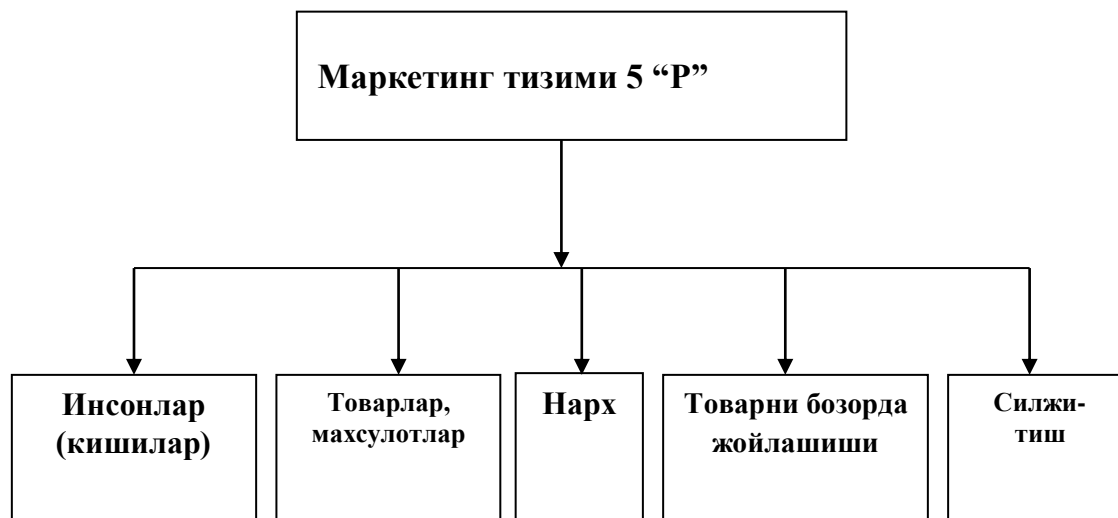 Маркетинг тизими 5 “Р”
Инсонлар
(кишилар)
Товарлар,
махсулотлар
Нарх
Товарни бозорда
жойлашиши
Силжи-
тиш